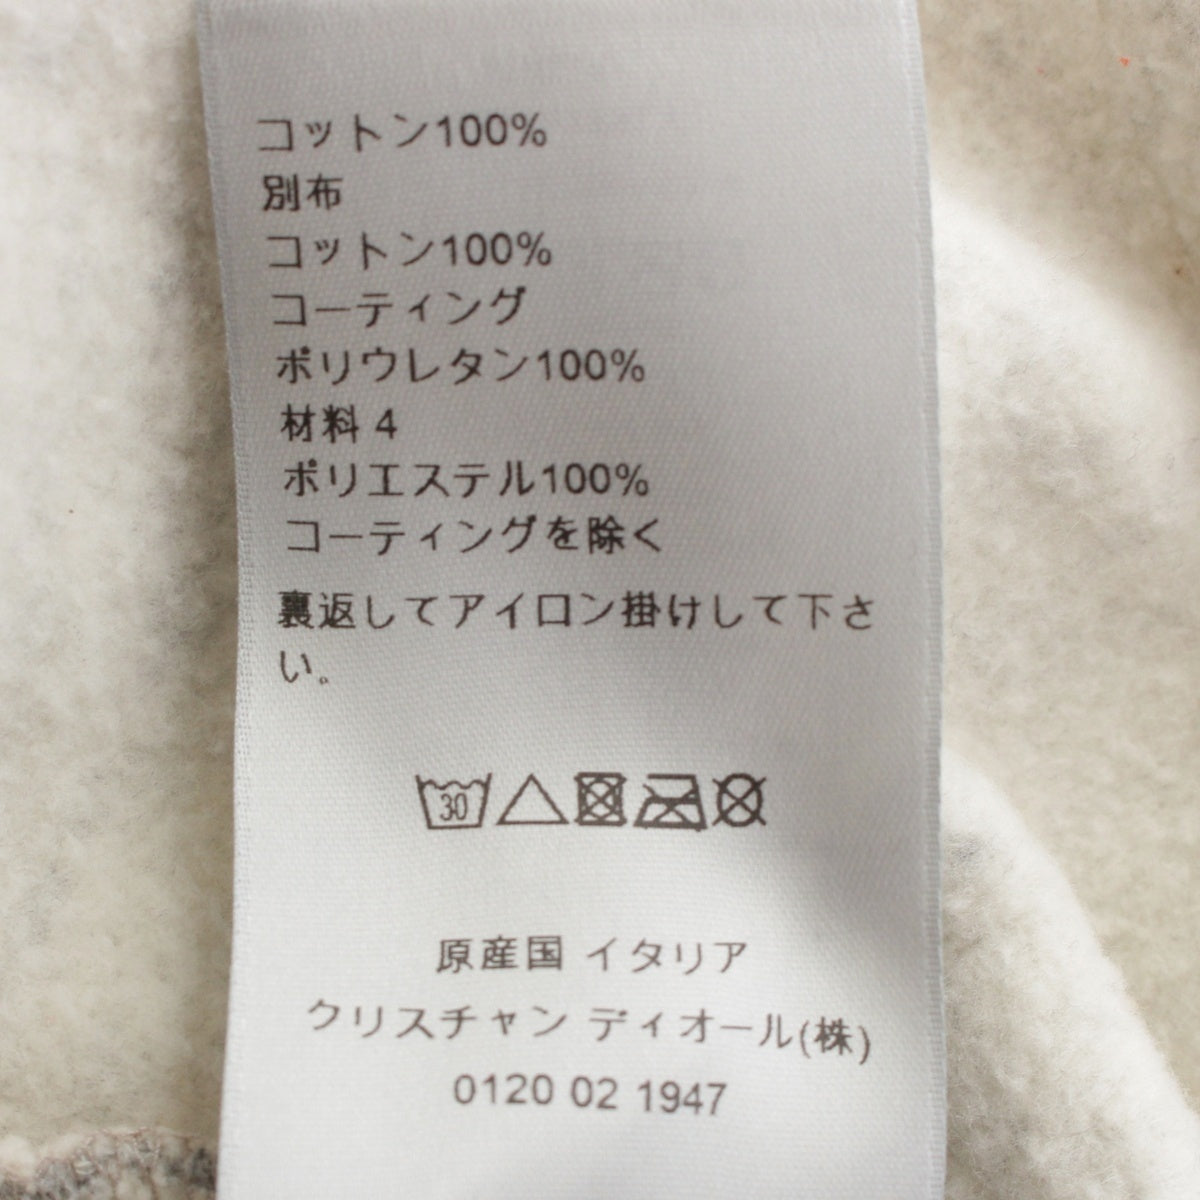 コットン100%
別布
コットン100%
コーティング
ポリウレタン100%
材料 4
ポリエステル100%
コーティングを除く
裏返してアイロン掛けして下さ
い。
30
原産国 イタリア
クリスチャン ディオール(株)
0120 02 1947